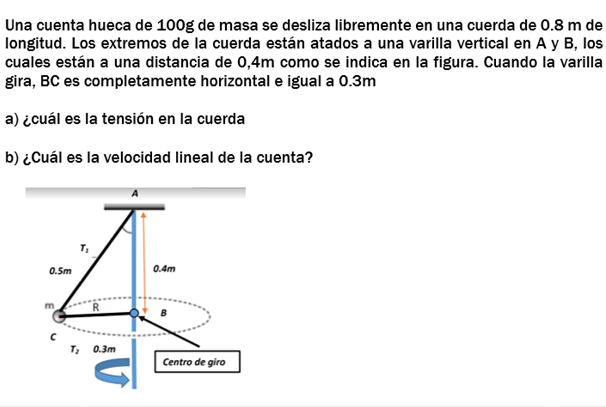 Una cuenta hueca de 100g de masa se desliza libremente en una cuerda de 0.8 m de
longitud. Los extremos de la cuerda están atados a una varilla vertical en A y B, los
cuales están a una distancia de 0,4m como se indica en la figura. Cuando la varilla
gira, BC es completamente horizontal e igual a 0.3m
a) ¿cuál es la tensión en la cuerda
b) ¿Cuál es la velocidad lineal de la cuenta?
A
T₁
0.5m
0.4m
m
R
B
C
T₂ 0.3m
Centro de giro